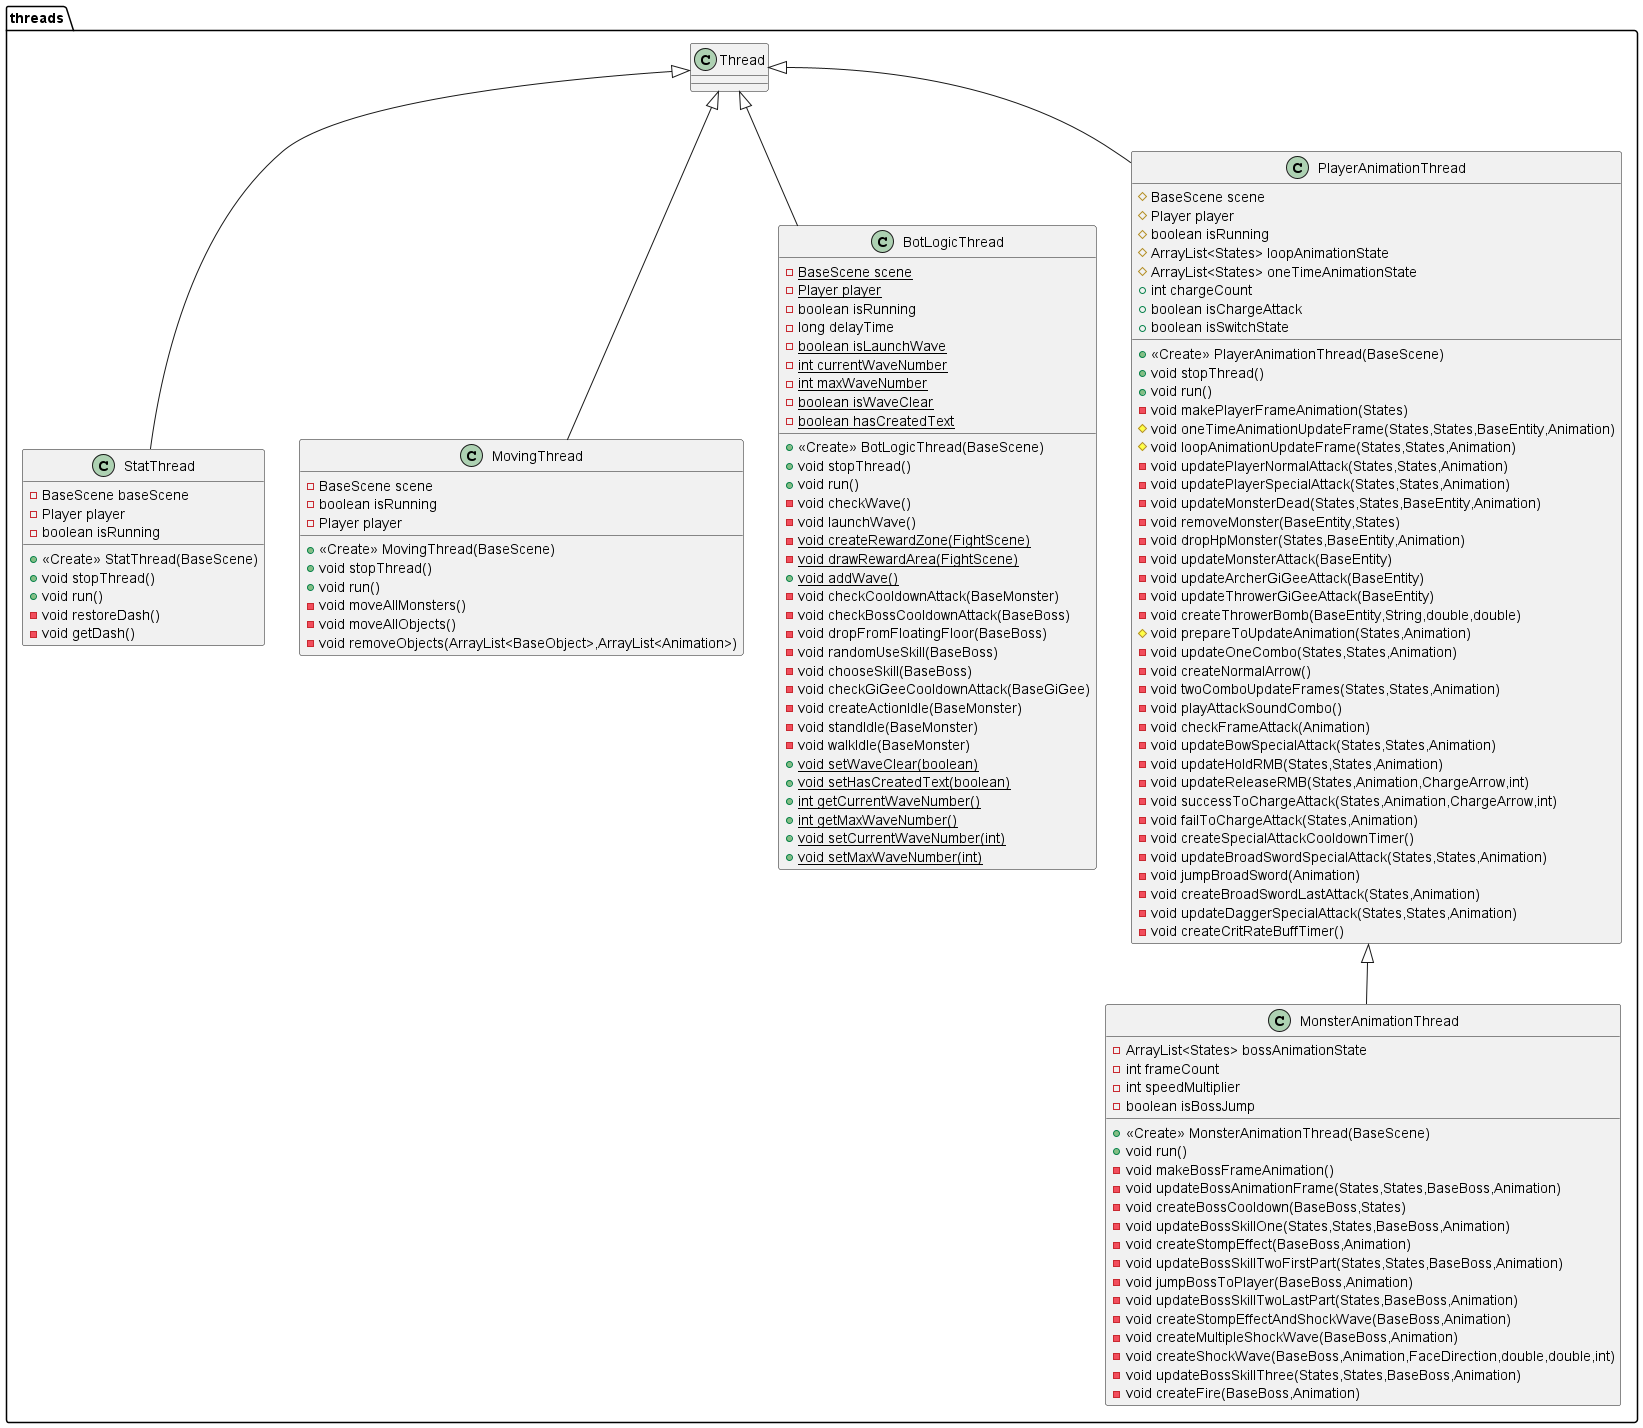 threads
Thread
StatThread
BaseScene baseScene
Player player
boolean isRunning
«Create» StatThread(BaseScene)
void stopThread()
void run()
void restoreDash()
void getDash()
MovingThread
BaseScene scene
boolean isRunning
Player player
«Create» MovingThread(BaseScene)
void stopThread()
void run()
void moveAllMonsters()
void moveAllObjects()
void removeObjects(ArrayList<BaseObject>,ArrayList<Animation>)
BotLogicThread
BaseScene scene
Player player
boolean isRunning
long delayTime
boolean isLaunchWave
int currentWaveNumber
int maxWaveNumber
boolean isWaveClear
boolean hasCreatedText
«Create» BotLogicThread(BaseScene)
void stopThread()
void run()
void checkWave()
void launchWave()
void createRewardZone(FightScene)
void drawRewardArea(FightScene)
void addWave()
void checkCooldownAttack(BaseMonster)
void checkBossCooldownAttack(BaseBoss)
void dropFromFloatingFloor(BaseBoss)
void randomUseSkill(BaseBoss)
void chooseSkill(BaseBoss)
void checkGiGeeCooldownAttack(BaseGiGee)
void createActionIdle(BaseMonster)
void standIdle(BaseMonster)
void walkIdle(BaseMonster)
void setWaveClear(boolean)
void setHasCreatedText(boolean)
int getCurrentWaveNumber()
int getMaxWaveNumber()
void setCurrentWaveNumber(int)
void setMaxWaveNumber(int)
PlayerAnimationThread
BaseScene scene
Player player
boolean isRunning
ArrayList<States> loopAnimationState
ArrayList<States> oneTimeAnimationState
int chargeCount
boolean isChargeAttack
boolean isSwitchState
«Create» PlayerAnimationThread(BaseScene)
void stopThread()
void run()
void makePlayerFrameAnimation(States)
void oneTimeAnimationUpdateFrame(States,States,BaseEntity,Animation)
void loopAnimationUpdateFrame(States,States,Animation)
void updatePlayerNormalAttack(States,States,Animation)
void updatePlayerSpecialAttack(States,States,Animation)
void updateMonsterDead(States,States,BaseEntity,Animation)
void removeMonster(BaseEntity,States)
void dropHpMonster(States,BaseEntity,Animation)
void updateMonsterAttack(BaseEntity)
void updateArcherGiGeeAttack(BaseEntity)
void updateThrowerGiGeeAttack(BaseEntity)
void createThrowerBomb(BaseEntity,String,double,double)
void prepareToUpdateAnimation(States,Animation)
void updateOneCombo(States,States,Animation)
void createNormalArrow()
void twoComboUpdateFrames(States,States,Animation)
void playAttackSoundCombo()
void checkFrameAttack(Animation)
void updateBowSpecialAttack(States,States,Animation)
void updateHoldRMB(States,States,Animation)
void updateReleaseRMB(States,Animation,ChargeArrow,int)
void successToChargeAttack(States,Animation,ChargeArrow,int)
void failToChargeAttack(States,Animation)
void createSpecialAttackCooldownTimer()
void updateBroadSwordSpecialAttack(States,States,Animation)
void jumpBroadSword(Animation)
void createBroadSwordLastAttack(States,Animation)
void updateDaggerSpecialAttack(States,States,Animation)
void createCritRateBuffTimer()
MonsterAnimationThread
ArrayList<States> bossAnimationState
int frameCount
int speedMultiplier
boolean isBossJump
«Create» MonsterAnimationThread(BaseScene)
void run()
void makeBossFrameAnimation()
void updateBossAnimationFrame(States,States,BaseBoss,Animation)
void createBossCooldown(BaseBoss,States)
void updateBossSkillOne(States,States,BaseBoss,Animation)
void createStompEffect(BaseBoss,Animation)
void updateBossSkillTwoFirstPart(States,States,BaseBoss,Animation)
void jumpBossToPlayer(BaseBoss,Animation)
void updateBossSkillTwoLastPart(States,BaseBoss,Animation)
void createStompEffectAndShockWave(BaseBoss,Animation)
void createMultipleShockWave(BaseBoss,Animation)
void createShockWave(BaseBoss,Animation,FaceDirection,double,double,int)
void updateBossSkillThree(States,States,BaseBoss,Animation)
void createFire(BaseBoss,Animation)